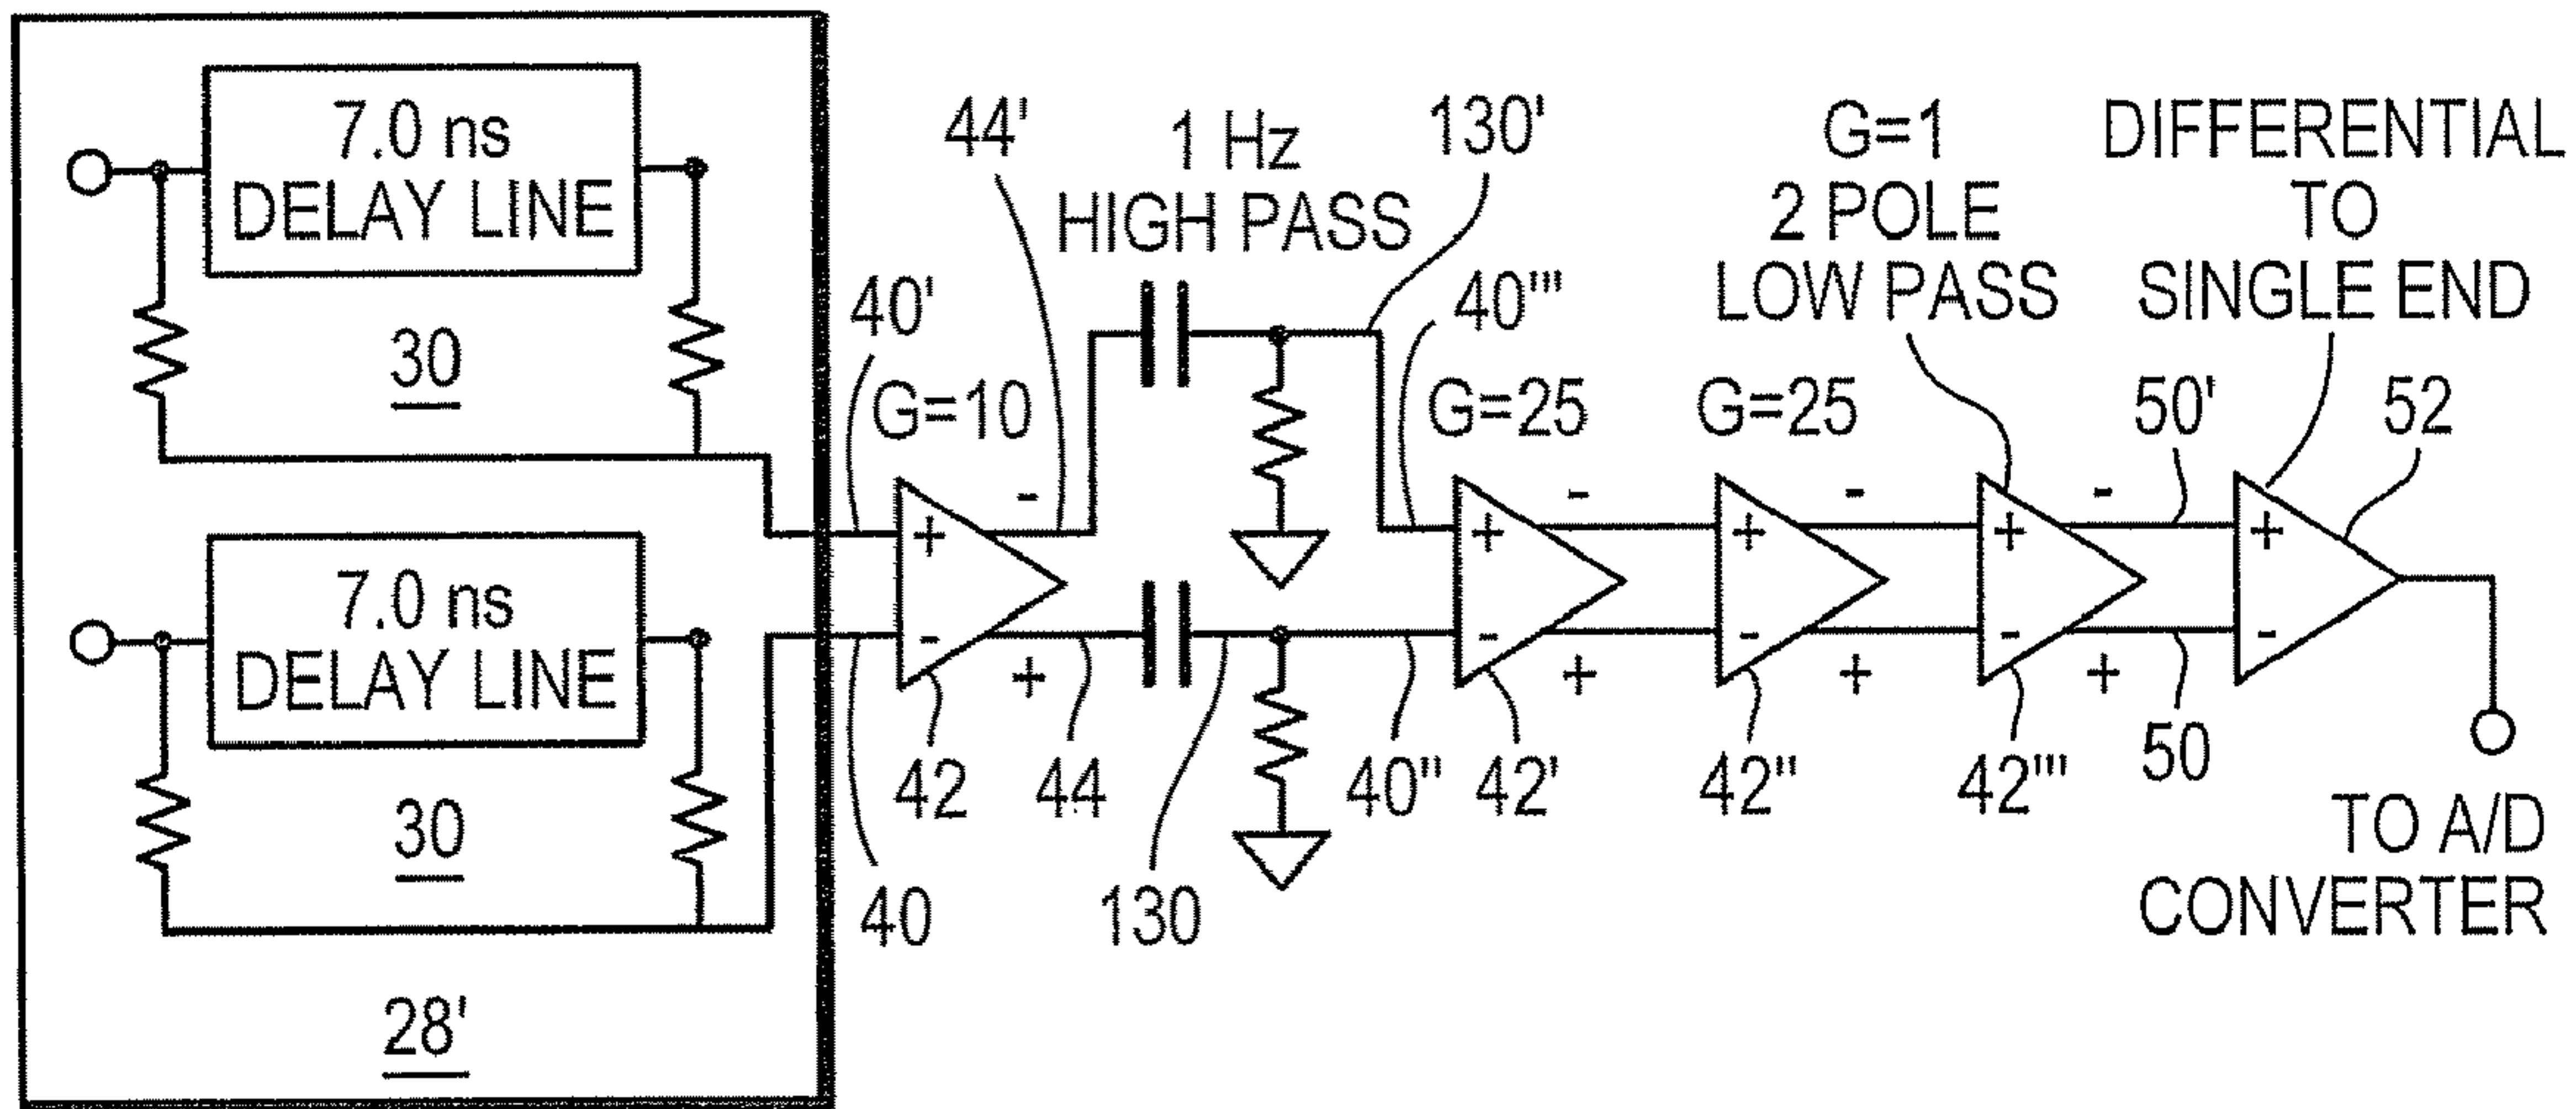 7.0 ns
DELAY LINE
30
7.0 ns
DELAY LINE
30
28'
40'
G=10
44'
1 Hz
HIGH PASS
130'
40'''
G=25
G=25
G=1
2 POLE
LOW PASS
DIFFERENTIAL
TO
SINGLE END
50'
52
+
-
-
+
42
44
40
130
40''
+
-
-
+
42'
+
-
-
+
42''
+
-
-
+
42'''
50
+
-
TO A/D
CONVERTER